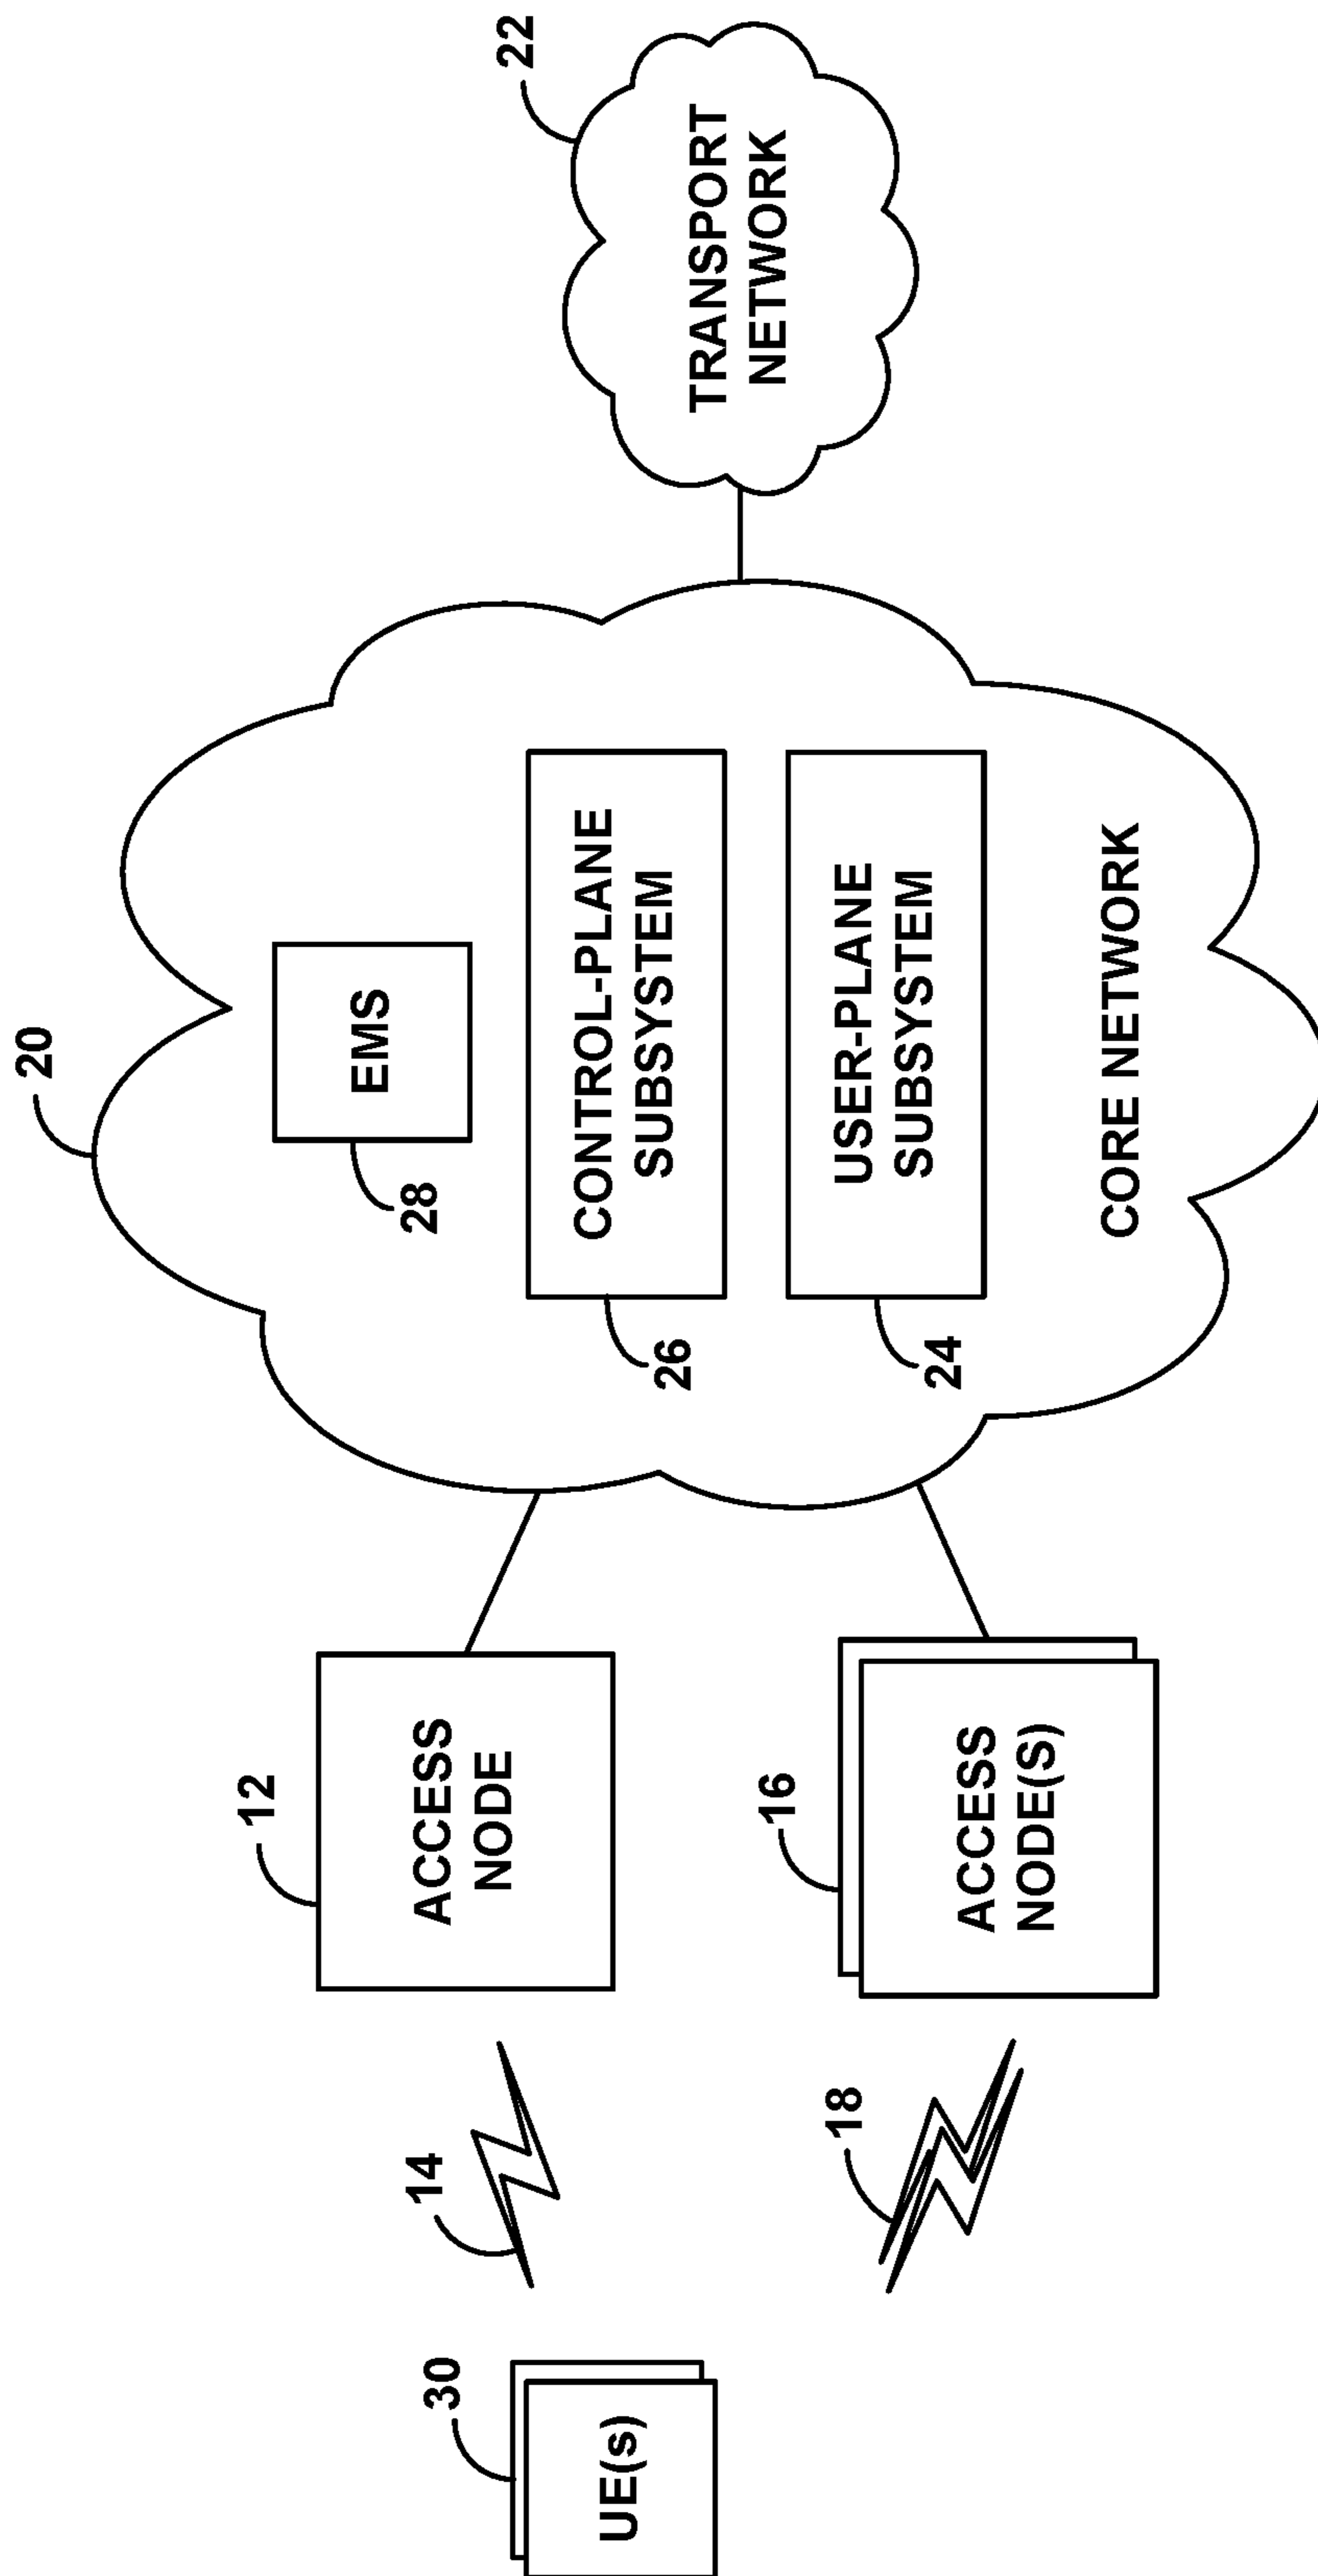 20
22
12
14
30
28
26
24
16
18
EMS
CONTROL-PLANE
SUBSYSTEM
USER-PLANE
SUBSYSTEM
CORE NETWORK
TRANSPORT
NETWORK
ACCESS
NODE
ACCESS
NODE(S)
UE(s)